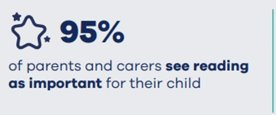 95%
of parents and carers see reading
as important for their child